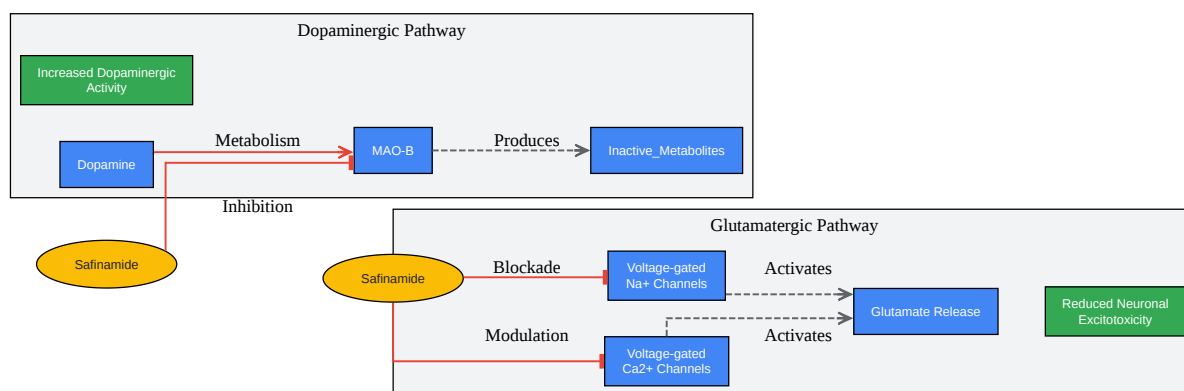 Dopaminergic Pathway
Increased Dopaminergic
Activity
Metabolism
Produces
Dopamine
MAO-B
Inactive_Metabolites
Inhibition
Safinamide
Glutamatergic Pathway
Safinamide
Blockade
Voltage-gated
Na+ Channels
Activates
Glutamate Release
Reduced Neuronal
Excitotoxicity
Modulation
Voltage-gated
Ca2+ Channels
Activates